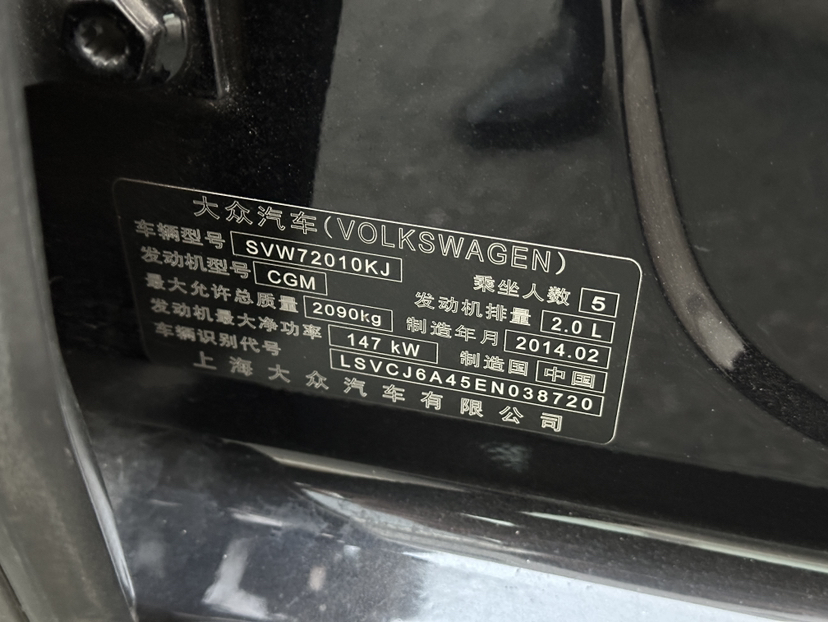 大众汽车(VOLKSWAGEN)
车辆型号 SVW72010KJ 乘坐人数 5
发动机型号 CGM 发动机排量 2.0 L
最大允许总质量 2090kg 制造年月 2014.02
发动机最大净功率 147 kW 制造国 中国
车辆识别代号 LSVCJ6A45EN038720
上海大众汽车有限公司